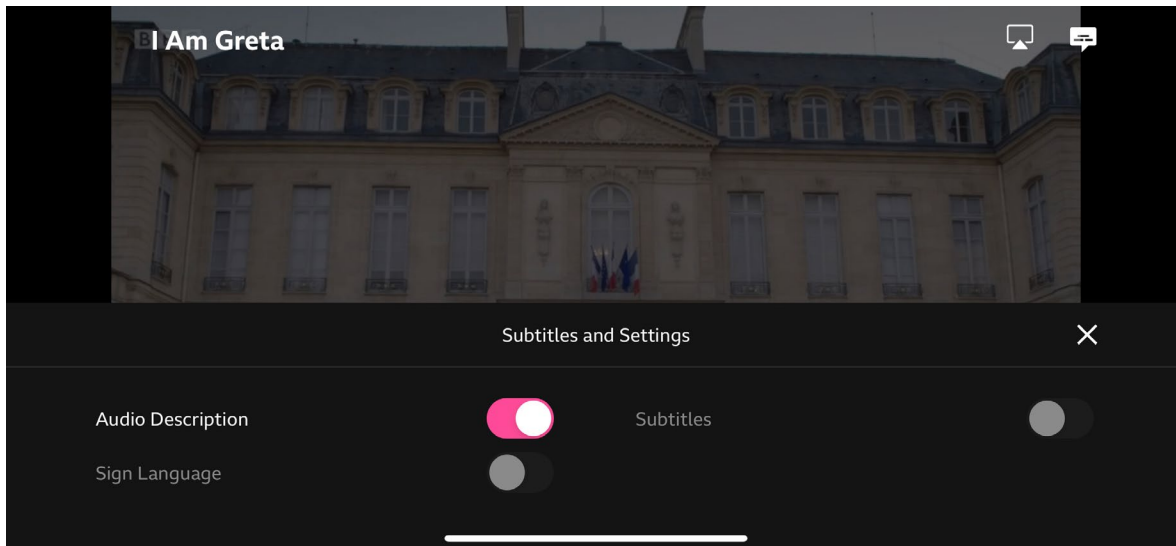 I Am Greta
Subtitles and Settings
Audio Description
Subtitles
Sign Language